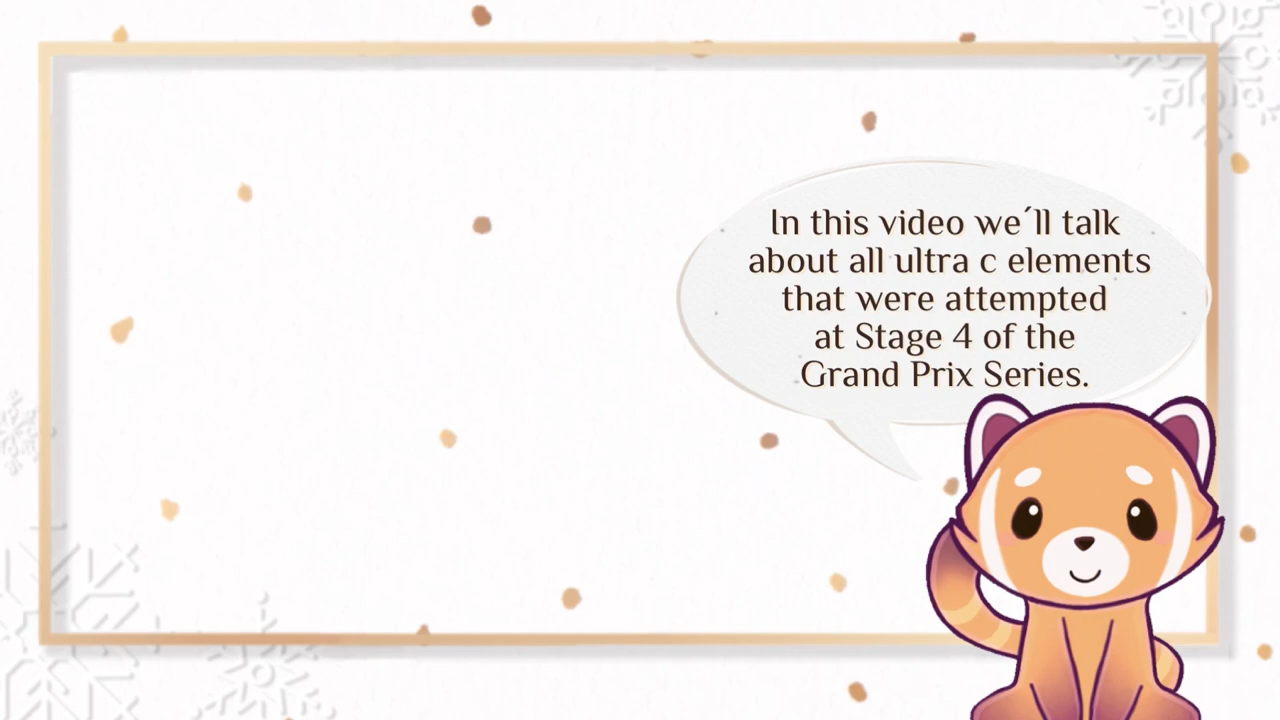 In this video we´ll talk
about all ultra c elements
that were attempted
at Stage 4 of the
Grand Prix Series.